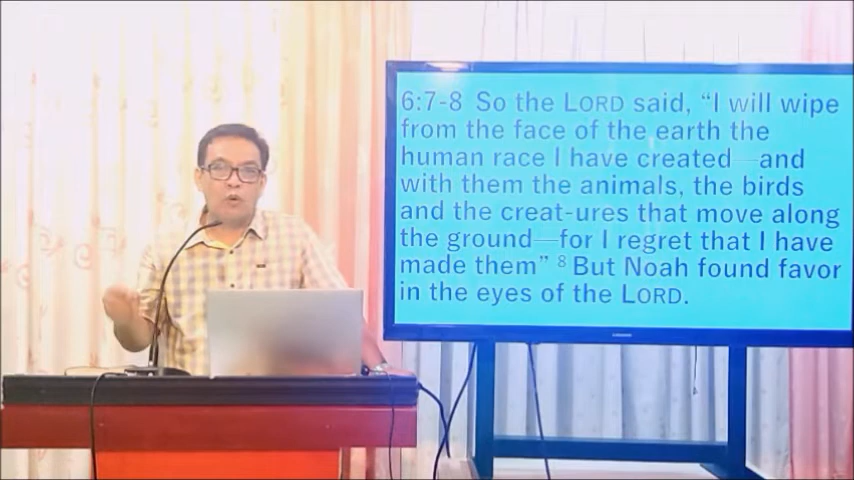 6:7-8 So the LORD said, “I will wipe
from the face of the earth the
human race I have created—and
with them the animals, the birds
and the creat-ures that move along
the ground—for I regret that I have
made them” 8 But Noah found favor
in the eyes of the LORD.